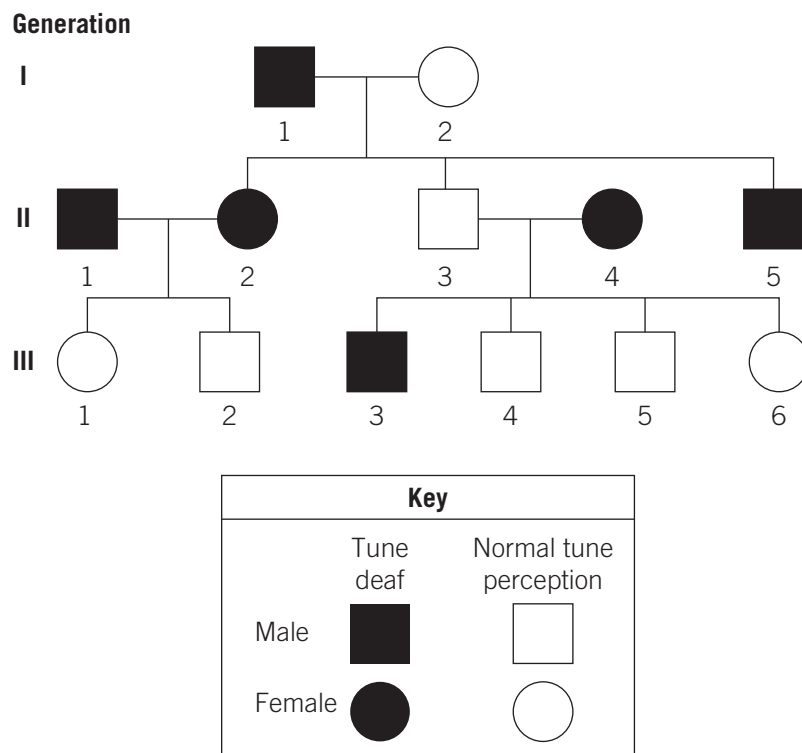 Generation
I
1 2
II
1 2 3 4 5
III
1 2 3 4 5 6
Key
Tune Normal tune
deaf perception
Male
Female